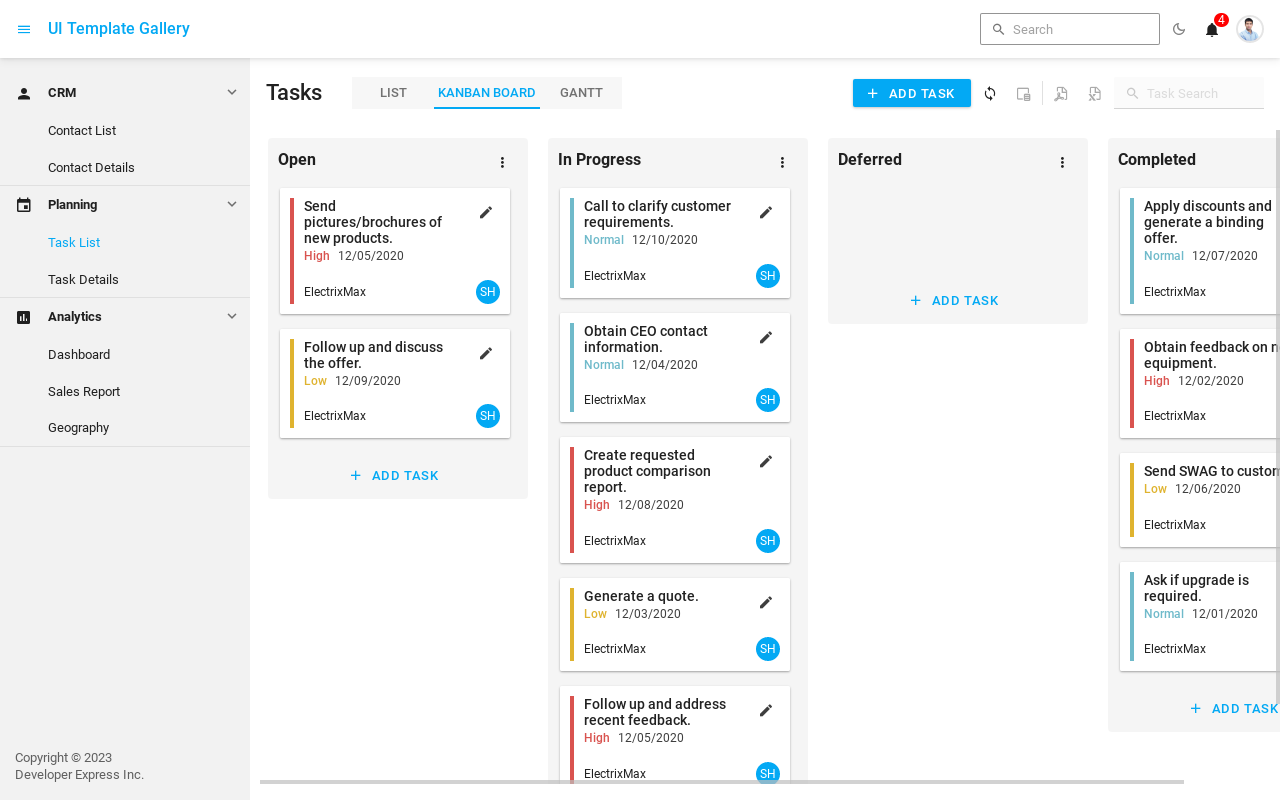 UI Template Gallery
Search
4
CRM
Contact List
Contact Details
Planning
Task List
Task Details
Analytics
Dashboard
Sales Report
Geography
Copyright © 2023
Developer Express Inc.
Tasks
LIST
KANBAN BOARD
GANTT
ADD TASK
Task Search
Open
Send
pictures/brochures of
new products.
High 12/05/2020
ElectrixMax
SH
Follow up and discuss
the offer.
Low 12/09/2020
ElectrixMax
SH
ADD TASK
In Progress
Call to clarify customer
requirements.
Normal 12/10/2020
ElectrixMax
SH
Obtain CEO contact
information.
Normal 12/04/2020
ElectrixMax
SH
Create requested
product comparison
report.
High 12/08/2020
ElectrixMax
SH
Generate a quote.
Low 12/03/2020
ElectrixMax
SH
Follow up and address
recent feedback.
High 12/05/2020
ElectrixMax
SH
Deferred
ADD TASK
Completed
Apply discounts and
generate a binding
offer.
Normal 12/07/2020
ElectrixMax
Obtain feedback on
equipment.
High 12/02/2020
ElectrixMax
Send SWAG to
Low 12/06/2020
ElectrixMax
Ask if upgrade is
required.
Normal 12/01/2020
ElectrixMax
ADD TASK